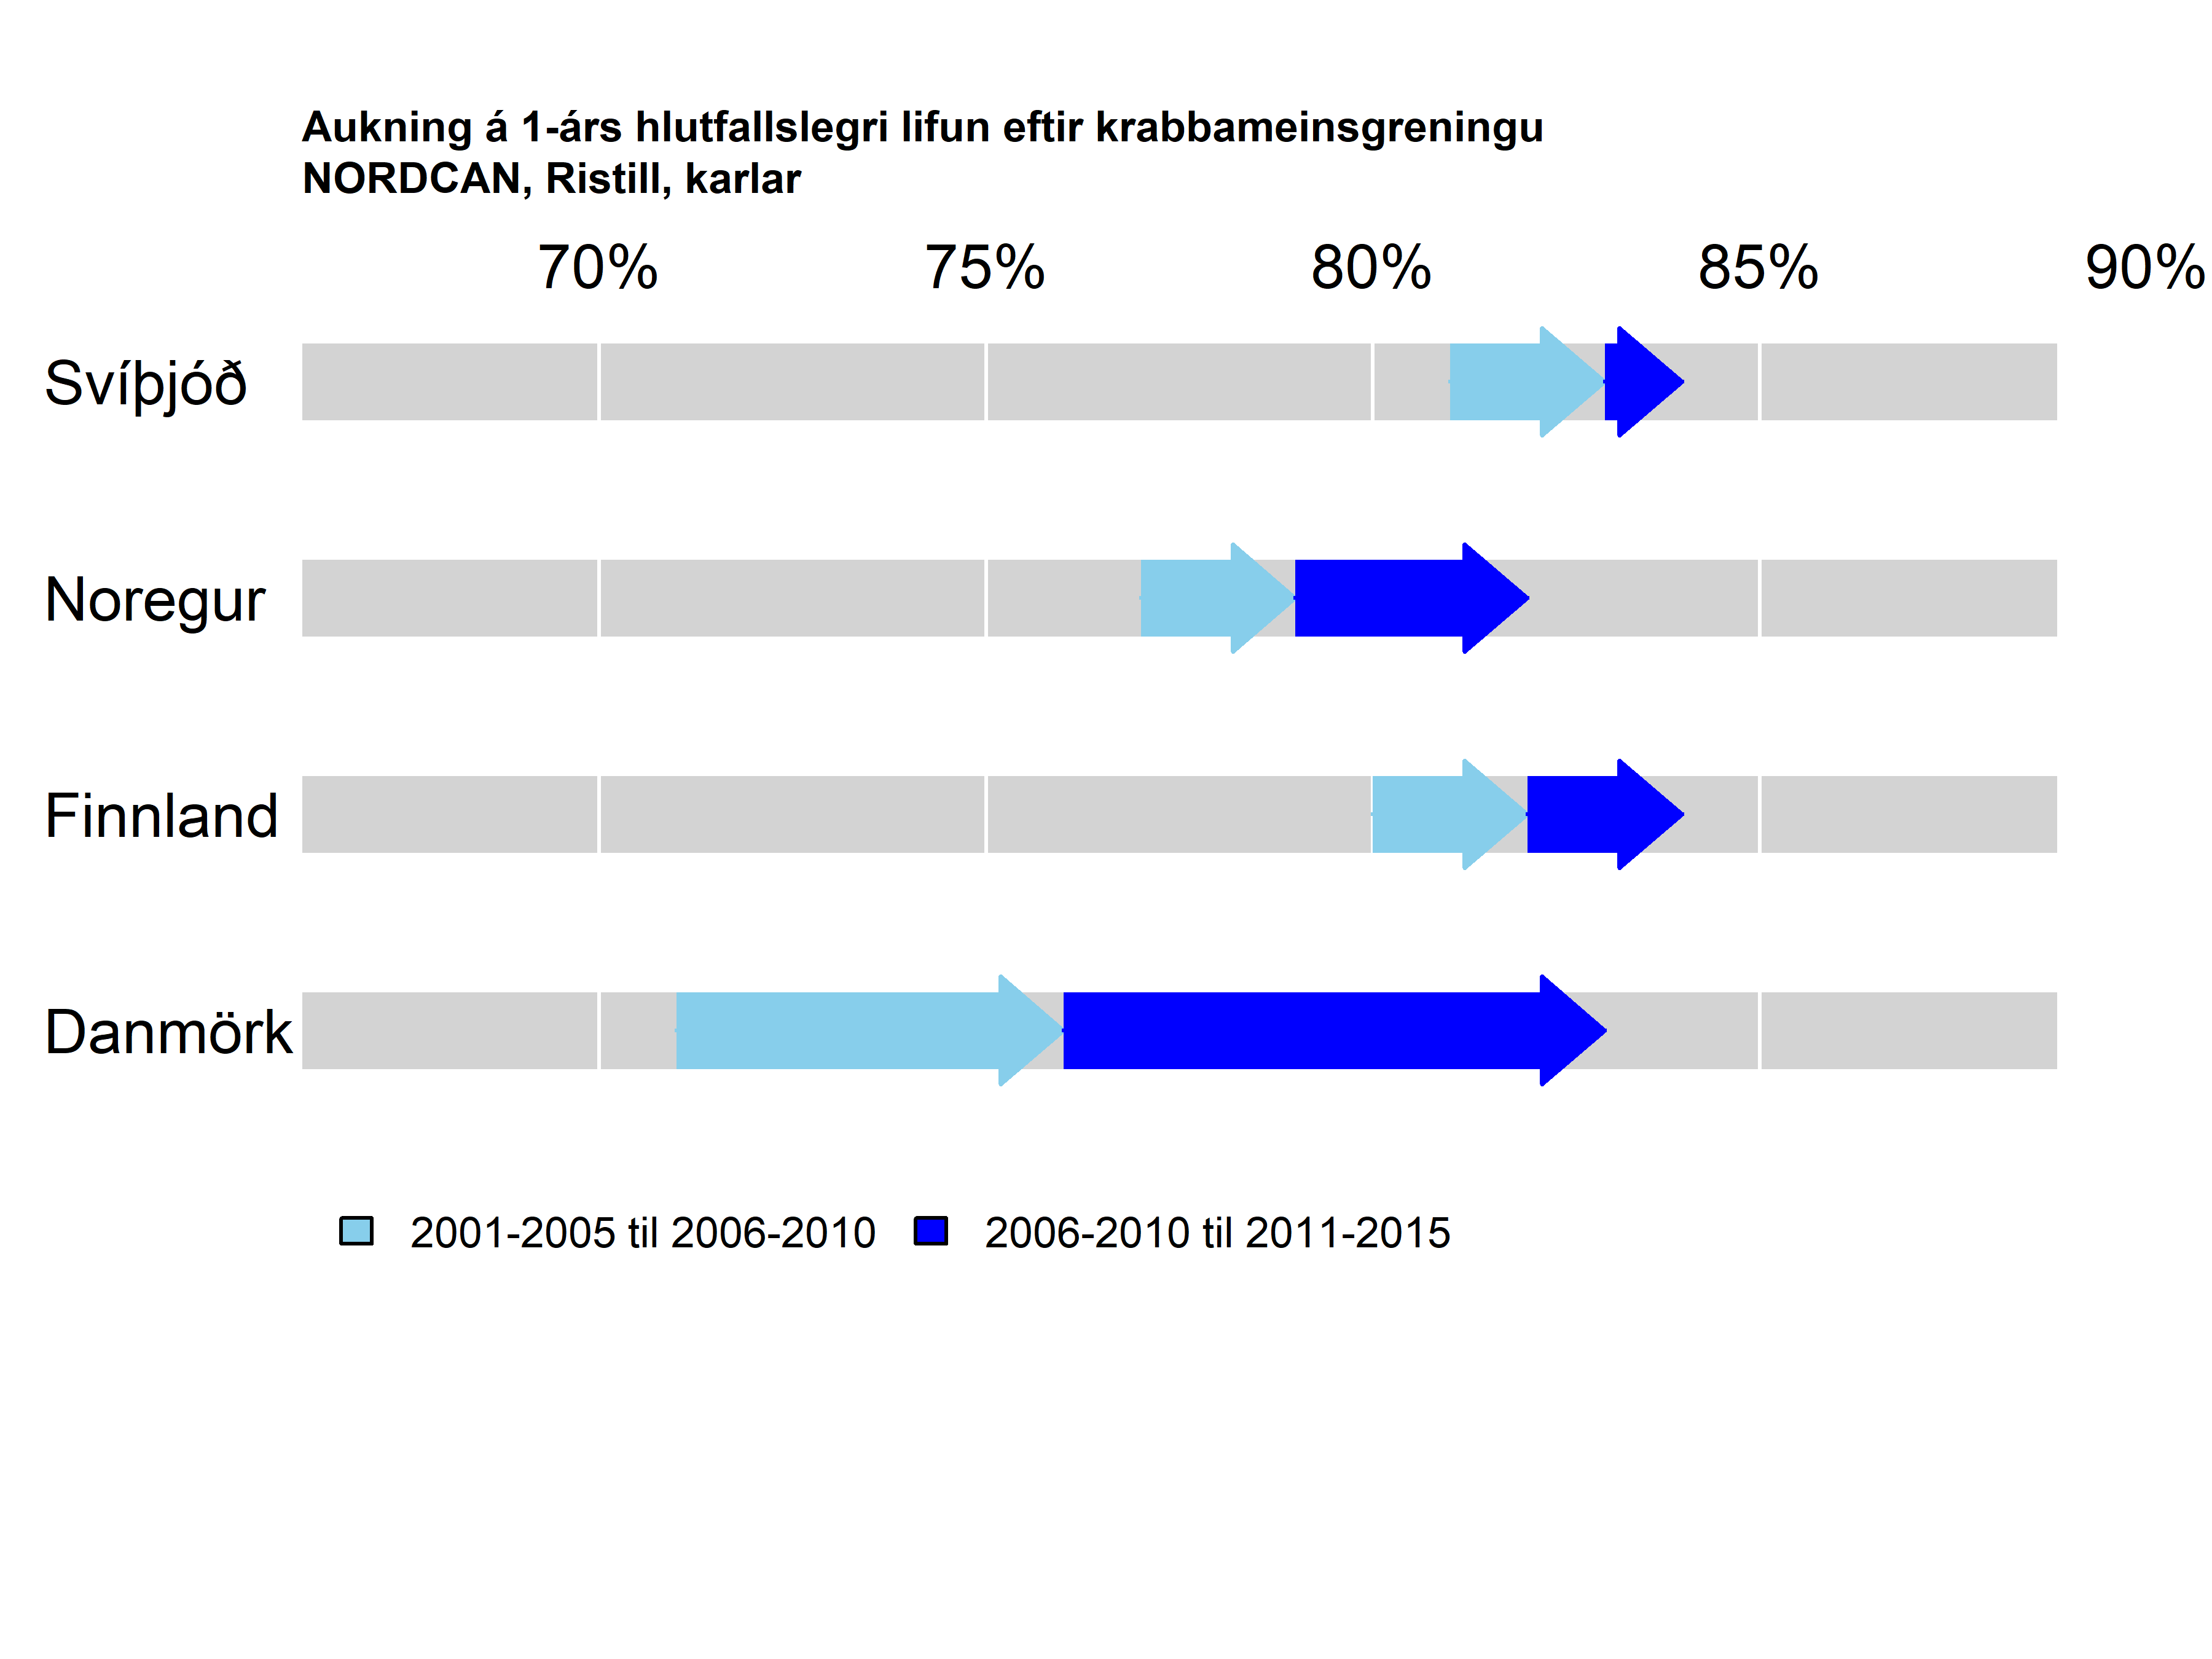 Aukning á 1-árs hlutfallslegri lifun eftir krabbameinsgreningu
NORDCAN, Ristill, karlar
70% 75% 80% 85% 90%
Svíþjóð
Noregur
Finnland
Danmörk
2001-2005 til 2006-2010 2006-2010 til 2011-2015